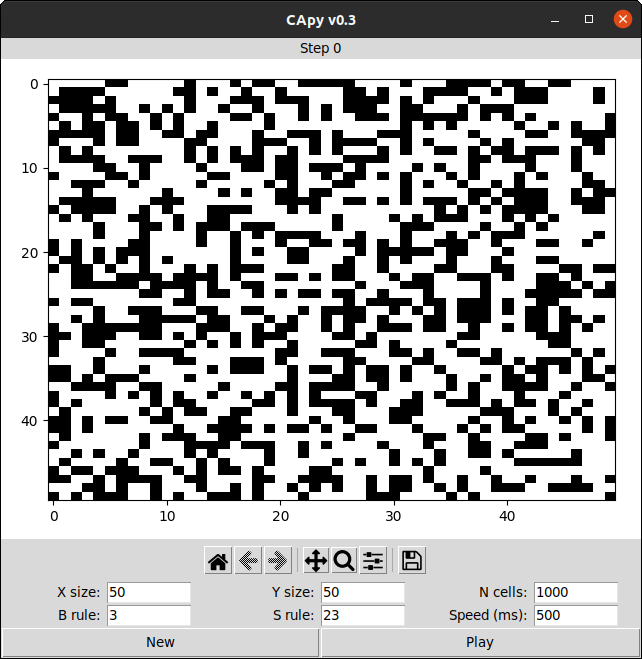 CApy v0.3
Step 0
0
10
20
30
40
0 10 20 30 40
X size: 50 Y size: 50 N cells: 1000
B rule: 3 S rule: 23 Speed (ms): 500
New Play